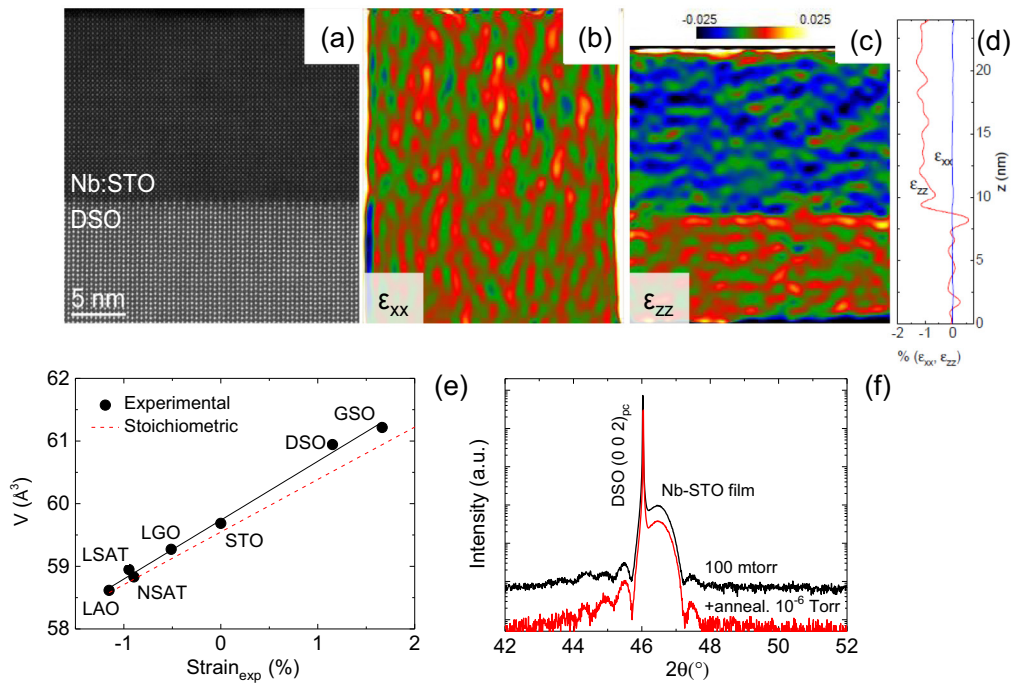 (a)
Nb:STO
DSO
5 nm
(b)
εxx
-0.025 0.025
(c)
εzz
(d)
εxx
εzz
20
15
10
5
0
z (nm)
-2 -1 0
% (εxx, εzz)
(e)
62
61
60
59
58
V (Å³)
Experimental
Stoichiometric
GSO
DSO
STO
LGO
LSAT
NSAT
LAO
-1 0 1 2
Strainexp (%)
(f)
Intensity (a.u.)
DSO (0 0 2)pc
Nb-STO film
100 mtorr
+anneal. 10⁻⁶ Torr
42 44 46 48 50 52
2θ(°)